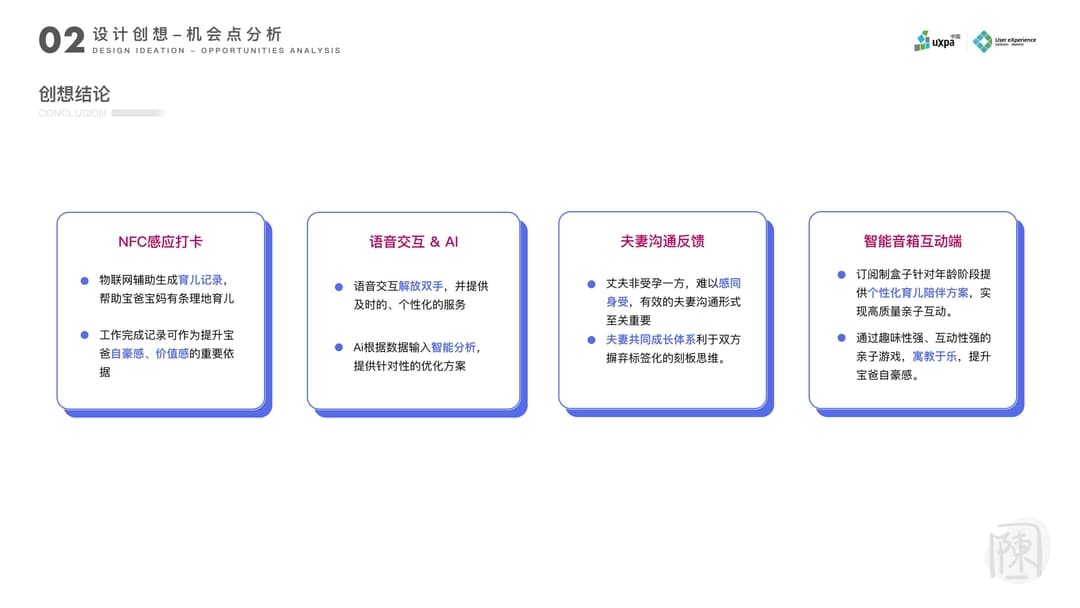 02
设计创想–机会点分析
DESIGN IDEATION – OPPORTUNITIES ANALYSIS
uxpa 中国
User eXperience
创想结论
CONCLUSION
NFC感应打卡
物联网辅助生成育儿记录，
帮助宝爸宝妈有条理地育儿
工作完成记录可作为提升宝
爸自豪感、价值感的重要依
据
语音交互 & AI
语音交互解放双手，并提供
及时的、个性化的服务
Ai根据数据输入智能分析，
提供针对性的优化方案
夫妻沟通反馈
丈夫非受孕一方，难以感同
身受，有效的夫妻沟通形式
至关重要
夫妻共同成长体系利于双方
摒弃标签化的刻板思维。
智能音箱互动端
订阅制盒子针对年龄阶段提
供个性化育儿陪伴方案，实
现高质量亲子互动。
通过趣味性强、互动性强的
亲子游戏，寓教于乐，提升
宝爸自豪感。
陳